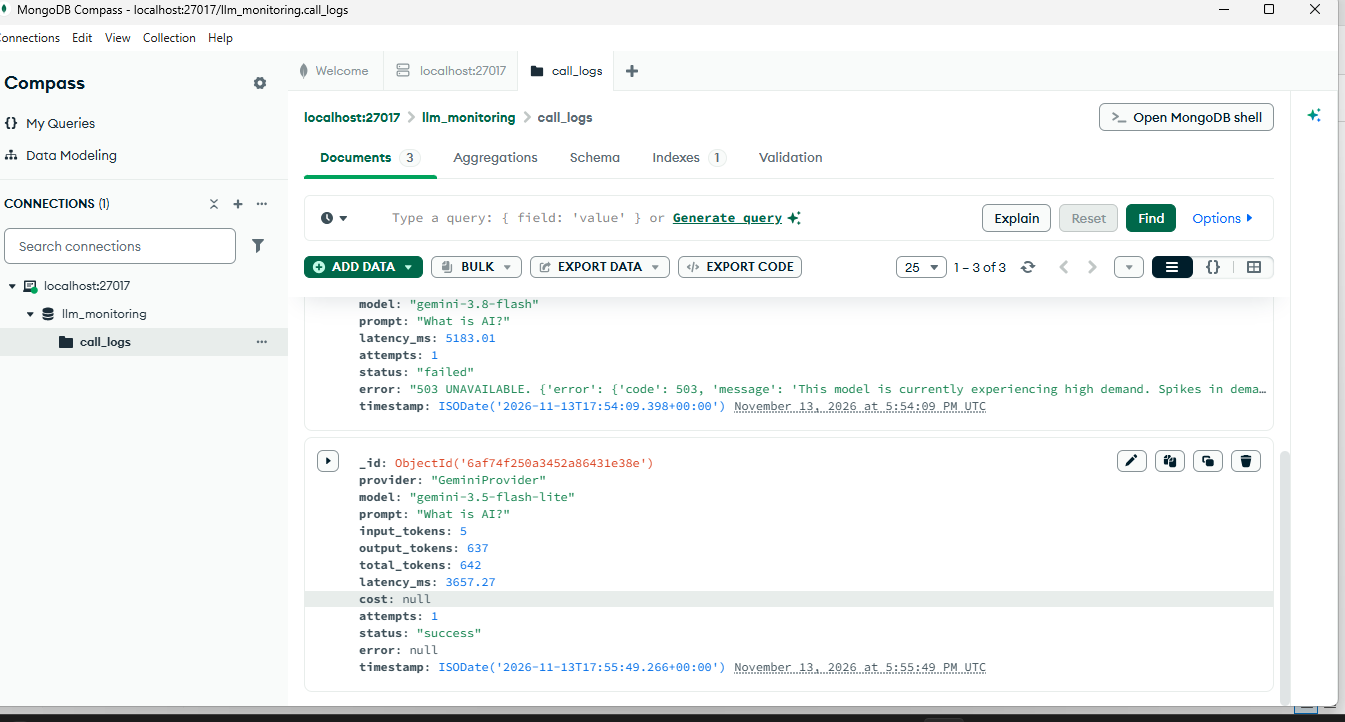 MongoDB Compass - localhost:27017/llm_monitoring.call_logs
onnections Edit View Collection Help
Compass
My Queries
Data Modeling
CONNECTIONS (1)
Search connections
localhost:27017
llm_monitoring
call_logs
Welcome localhost:27017 call_logs
localhost:27017 > llm_monitoring > call_logs
>_ Open MongoDB shell
Documents 3 Aggregations Schema Indexes 1 Validation
Type a query: { field: 'value' } or Generate query
Explain Reset Find Options
ADD DATA BULK EXPORT DATA EXPORT CODE
25 1 – 3 of 3
model: "gemini-3.8-flash"
prompt: "What is AI?"
latency_ms: 5183.01
attempts: 1
status: "failed"
error: "503 UNAVAILABLE. {'error': {'code': 503, 'message': 'This model is currently experiencing high demand. Spikes in dema…
timestamp: ISODate('2026-11-13T17:54:09.398+00:00') November 13, 2026 at 5:54:09 PM UTC
_id: ObjectId('6af74f250a3452a86431e38e')
provider: "GeminiProvider"
model: "gemini-3.5-flash-lite"
prompt: "What is AI?"
input_tokens: 5
output_tokens: 637
total_tokens: 642
latency_ms: 3657.27
cost: null
attempts: 1
status: "success"
error: null
timestamp: ISODate('2026-11-13T17:55:49.266+00:00') November 13, 2026 at 5:55:49 PM UTC